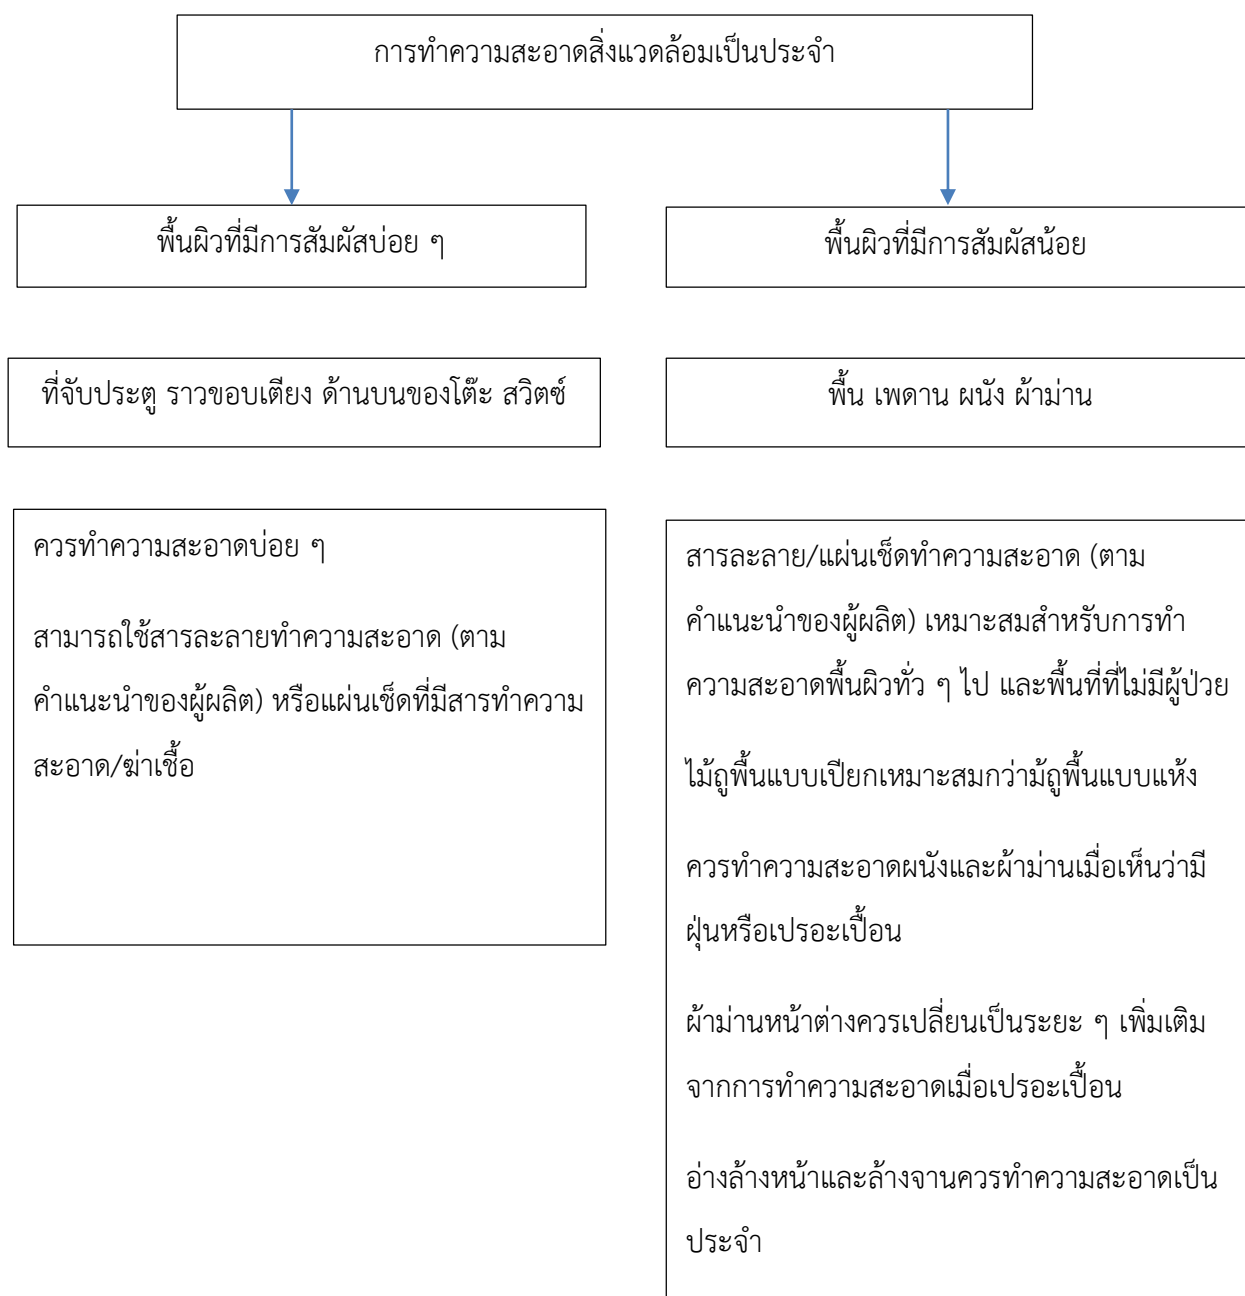 การทำความสะอาดสิ่งแวดล้อมเป็นประจำ
พื้นผิวที่มีการสัมผัสบ่อย ๆ
พื้นผิวที่มีการสัมผัสน้อย
ที่จับประตู ราวขอบเตียง ด้านบนของโต๊ะ สวิตซ์
พื้น เพดาน ผนัง ผ้าม่าน
ควรทำความสะอาดบ่อย ๆ
สามารถใช้สารละลายทำความสะอาด (ตาม
คำแนะนำของผู้ผลิต) หรือแผ่นเช็ดที่มีสารทำความ
สะอาด/ฆ่าเชื้อ
สารละลาย/แผ่นเช็ดทำความสะอาด (ตาม
คำแนะนำของผู้ผลิต) เหมาะสมสำหรับการทำ
ความสะอาดพื้นผิวทั่ว ๆ ไป และพื้นที่ที่ไม่มีผู้ป่วย
ไม้ถูพื้นแบบเปียกเหมาะสมกว่าม้ถูพื้นแบบแห้ง
ควรทำความสะอาดผนังและผ้าม่านเมื่อเห็นว่ามี
ฝุ่นหรือเปรอะเปื้อน
ผ้าม่านหน้าต่างควรเปลี่ยนเป็นระยะ ๆ เพิ่มเติม
จากการทำความสะอาดเมื่อเปรอะเปื้อน
อ่างล้างหน้าและล้างจานควรทำความสะอาดเป็น
ประจำ